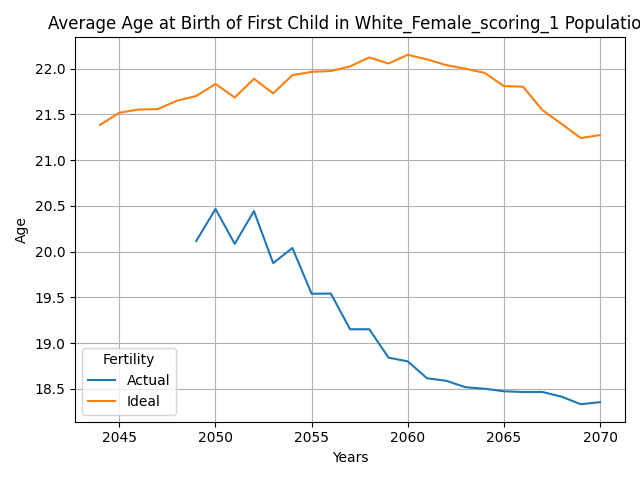 Average Age at Birth of First Child in White_Female_scoring_1 Populatio
22.0
21.5
21.0
20.5
20.0
19.5
19.0
18.5
Age
Fertility
Actual
Ideal
2045 2050 2055 2060 2065 2070
Years